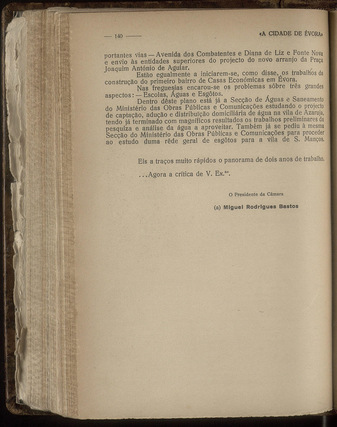 — 140 —
«A CIDADE DE ÉVORA»
portantes vias — Avenida dos Combatentes e Diana de Liz e Fonte Nova
e envio às entidades superiores do projecto do novo arranjo da Praça
Joaquim António de Aguiar.
Estão egualmente a iniciarem-se, como disse, os trabalhos da
construção do primeiro bairro de Casas Económicas em Évora.
Nas freguesias encarou-se os problemas sôbre três grandes
aspectos: — Escolas, Águas e Esgôtos.
Dentro dêste plano está já a Secção de Águas e Saneamento
do Ministério das Obras Públicas e Comunicações estudando o projecto
de captação, adução e distribuição domiciliária de água na vila de Azaruja,
tendo já terminado com magníficos resultados os trabalhos preliminares da
pesquiza e análise da água a aproveitar. Também já se pediu à mesma
Secção do Ministério das Obras Públicas e Comunicações para proceder
ao estudo duma rêde geral de esgôtos para a vila de S. Manços.
Eis a traços muito rápidos o panorama de dois anos de trabalho.
...Agora a crítica de V. Ex.ªˢ.
O Presidente da Câmara
(a) Miguel Rodrigues Bastos